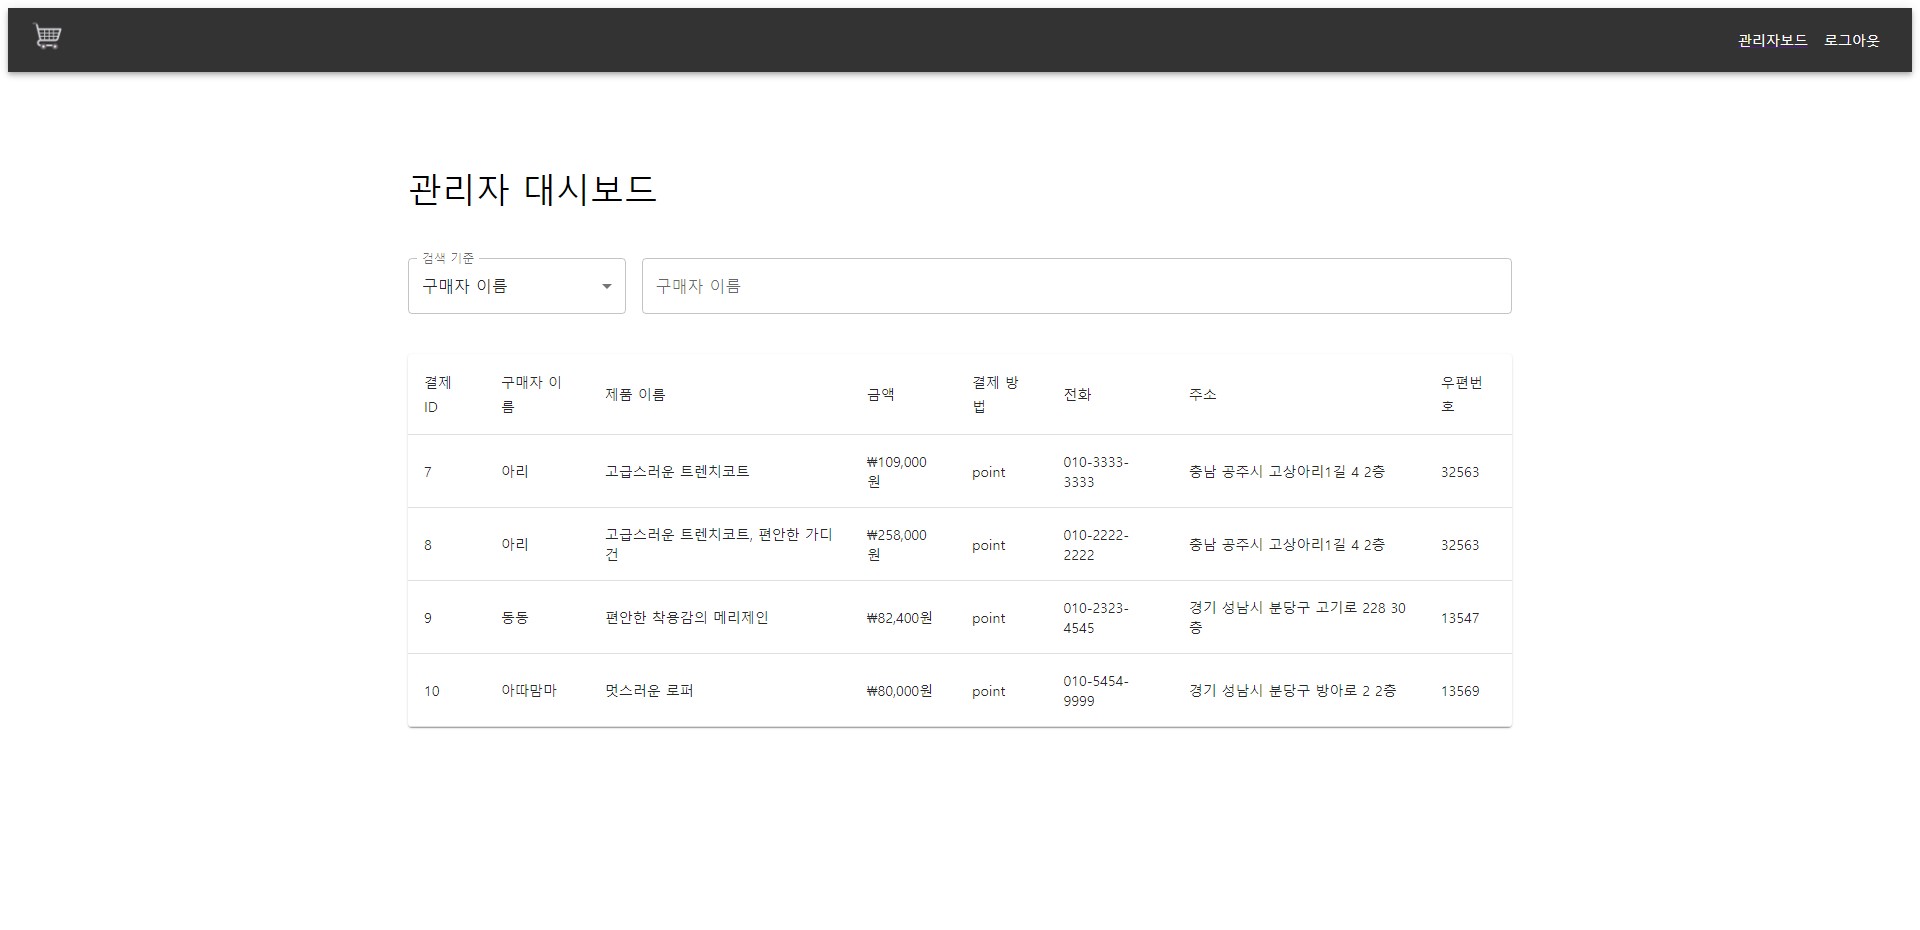 관리자보드 로그아웃
관리자 대시보드
검색 기준
구매자 이름
구매자 이름
결제 ID
구매자 이름
제품 이름
금액
결제 방법
전화
주소
우편번호
7 아리 고급스러운 트렌치코트 ₩109,000원 point 010-3333-3333 충남 공주시 고상아리1길 4 2층 32563
8 아리 고급스러운 트렌치코트, 편안한 가디건 ₩258,000원 point 010-2222-2222 충남 공주시 고상아리1길 4 2층 32563
9 동동 편안한 착용감의 메리제인 ₩82,400원 point 010-2323-4545 경기 성남시 분당구 고기로 228 30층 13547
10 아따맘마 멋스러운 로퍼 ₩80,000원 point 010-5454-9999 경기 성남시 분당구 방아로 2 2층 13569